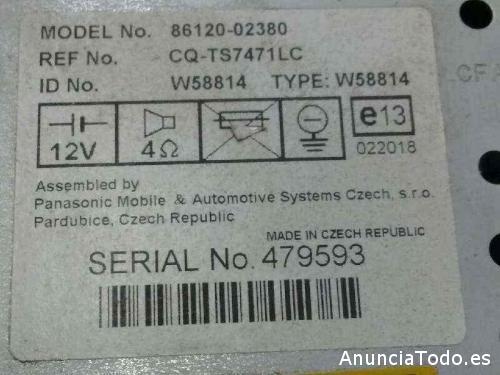 MODEL No. 86120-02380
REF No. CQ-TS7471LC
ID No. W58814 TYPE: W58814
12V 4Ω e13
022018
Assembled by
Panasonic Mobile & Automotive Systems Czech, s.r.o.
Pardubice, Czech Republic
MADE IN CZECH REPUBLIC
SERIAL No. 479593
AnunciaTodo.es